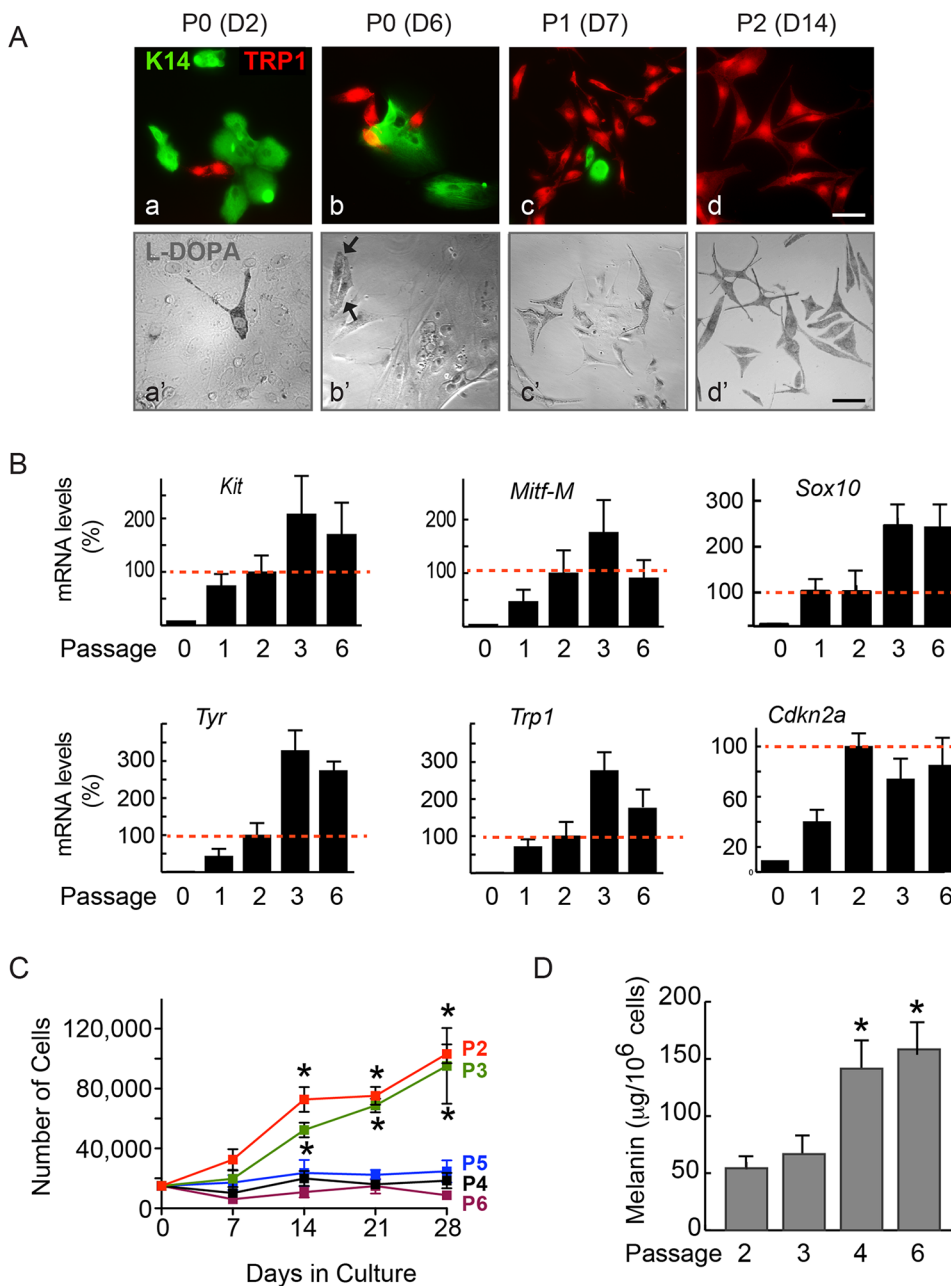 A
P0 (D2) P0 (D6) P1 (D7) P2 (D14)
K14 TRP1
a b c d
L-DOPA
a' b' c' d'
B
Kit Mitf-M Sox10
mRNA levels
(%)
200
100
200
100
300
200
100
Passage 0 1 2 3 6 0 1 2 3 6 0 1 2 3 6
Tyr Trp1 Cdkn2a
mRNA levels
(%)
300
200
100
300
200
100
100
80
60
40
20
0
Passage 0 1 2 3 6 0 1 2 3 6 0 1 2 3 6
C
Number of Cells
120,000
80,000
40,000
0
* * *
* * *
P2
P3
P5
P4
P6
0 7 14 21 28
Days in Culture
D
Melanin (µg/10⁶ cells)
200
150
100
50
0
* *
Passage 2 3 4 6